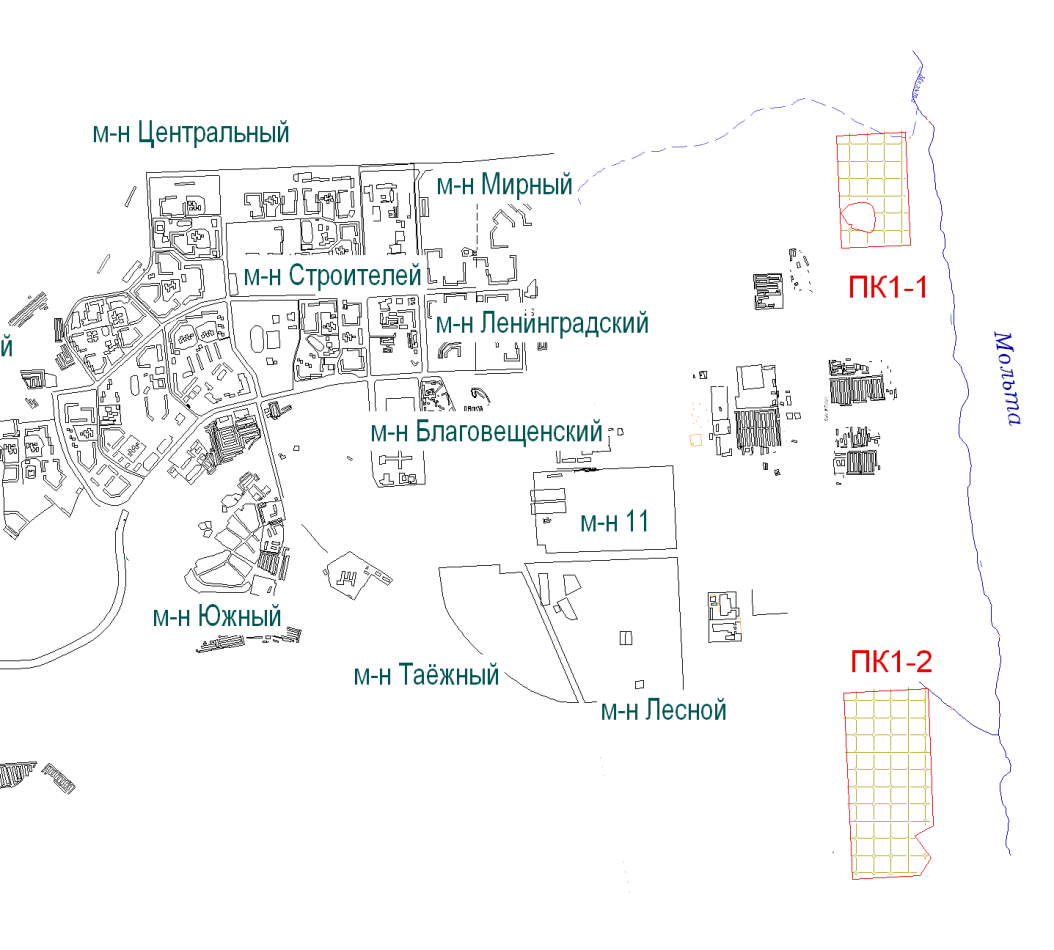 м-н Центральный
м-н Мирный
м-н Строителей
ПК1-1
м-н Ленинградский
й
Мольта
м-н Благовещенский
м-н 11
м-н Южный
ПК1-2
м-н Таёжный
м-н Лесной